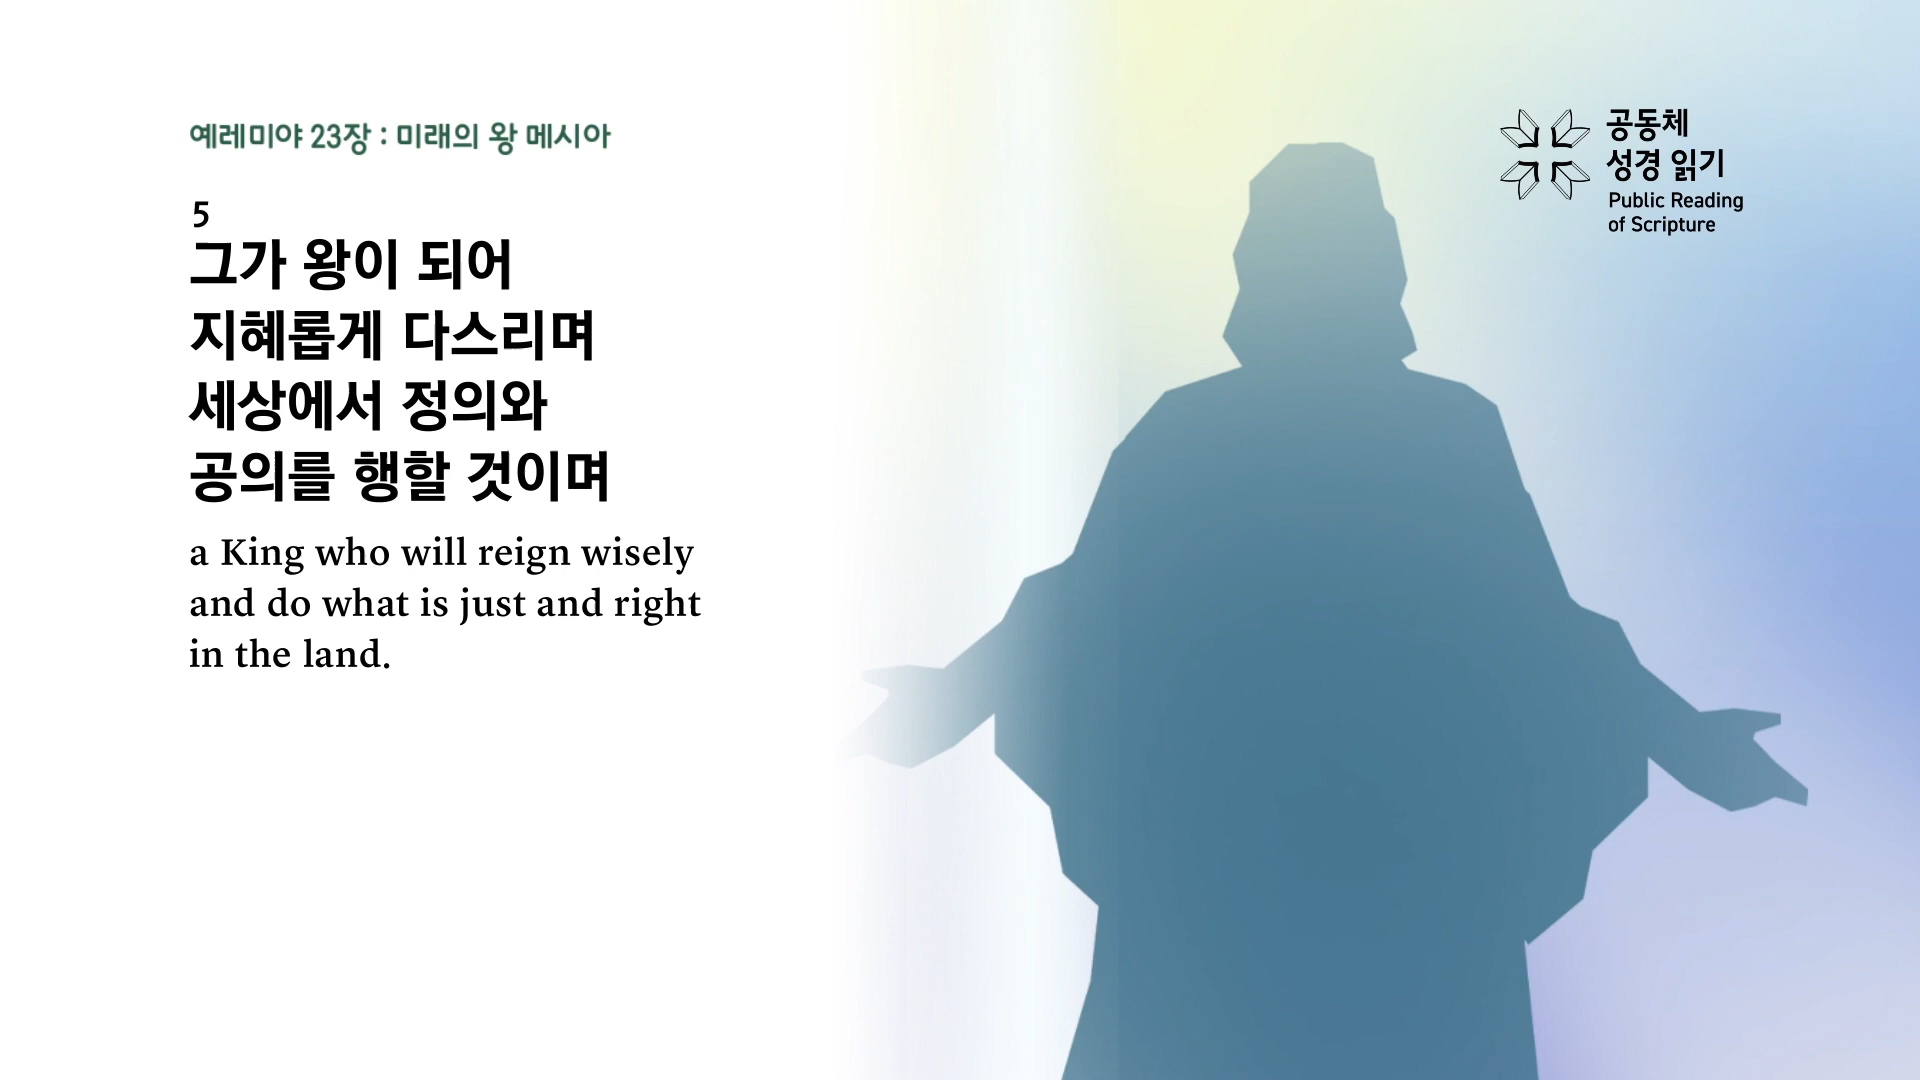 예레미야 23장 : 미래의 왕 메시아
5
그가 왕이 되어
지혜롭게 다스리며
세상에서 정의와
공의를 행할 것이며
a King who will reign wisely
and do what is just and right
in the land.
공동체
성경 읽기
Public Reading
of Scripture